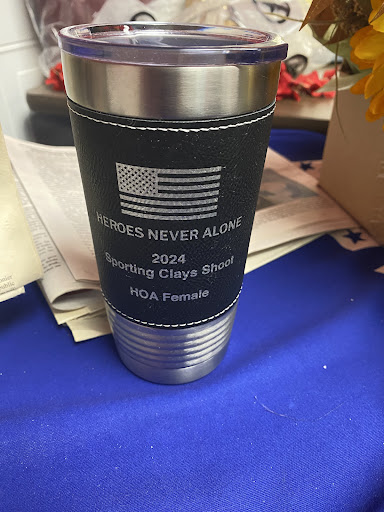 HEROES NEVER ALONE
2024
Sporting Clays Shoot
HOA Female